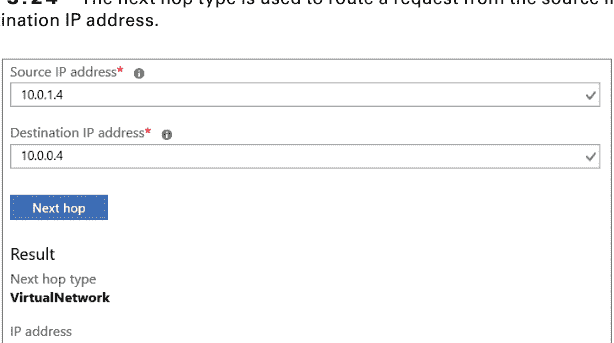 The next hop type is used to route a request from the source
ination IP address.
Source IP address*
10.0.1.4
Destination IP address*
10.0.0.4
Next hop
Result
Next hop type
VirtualNetwork
IP address